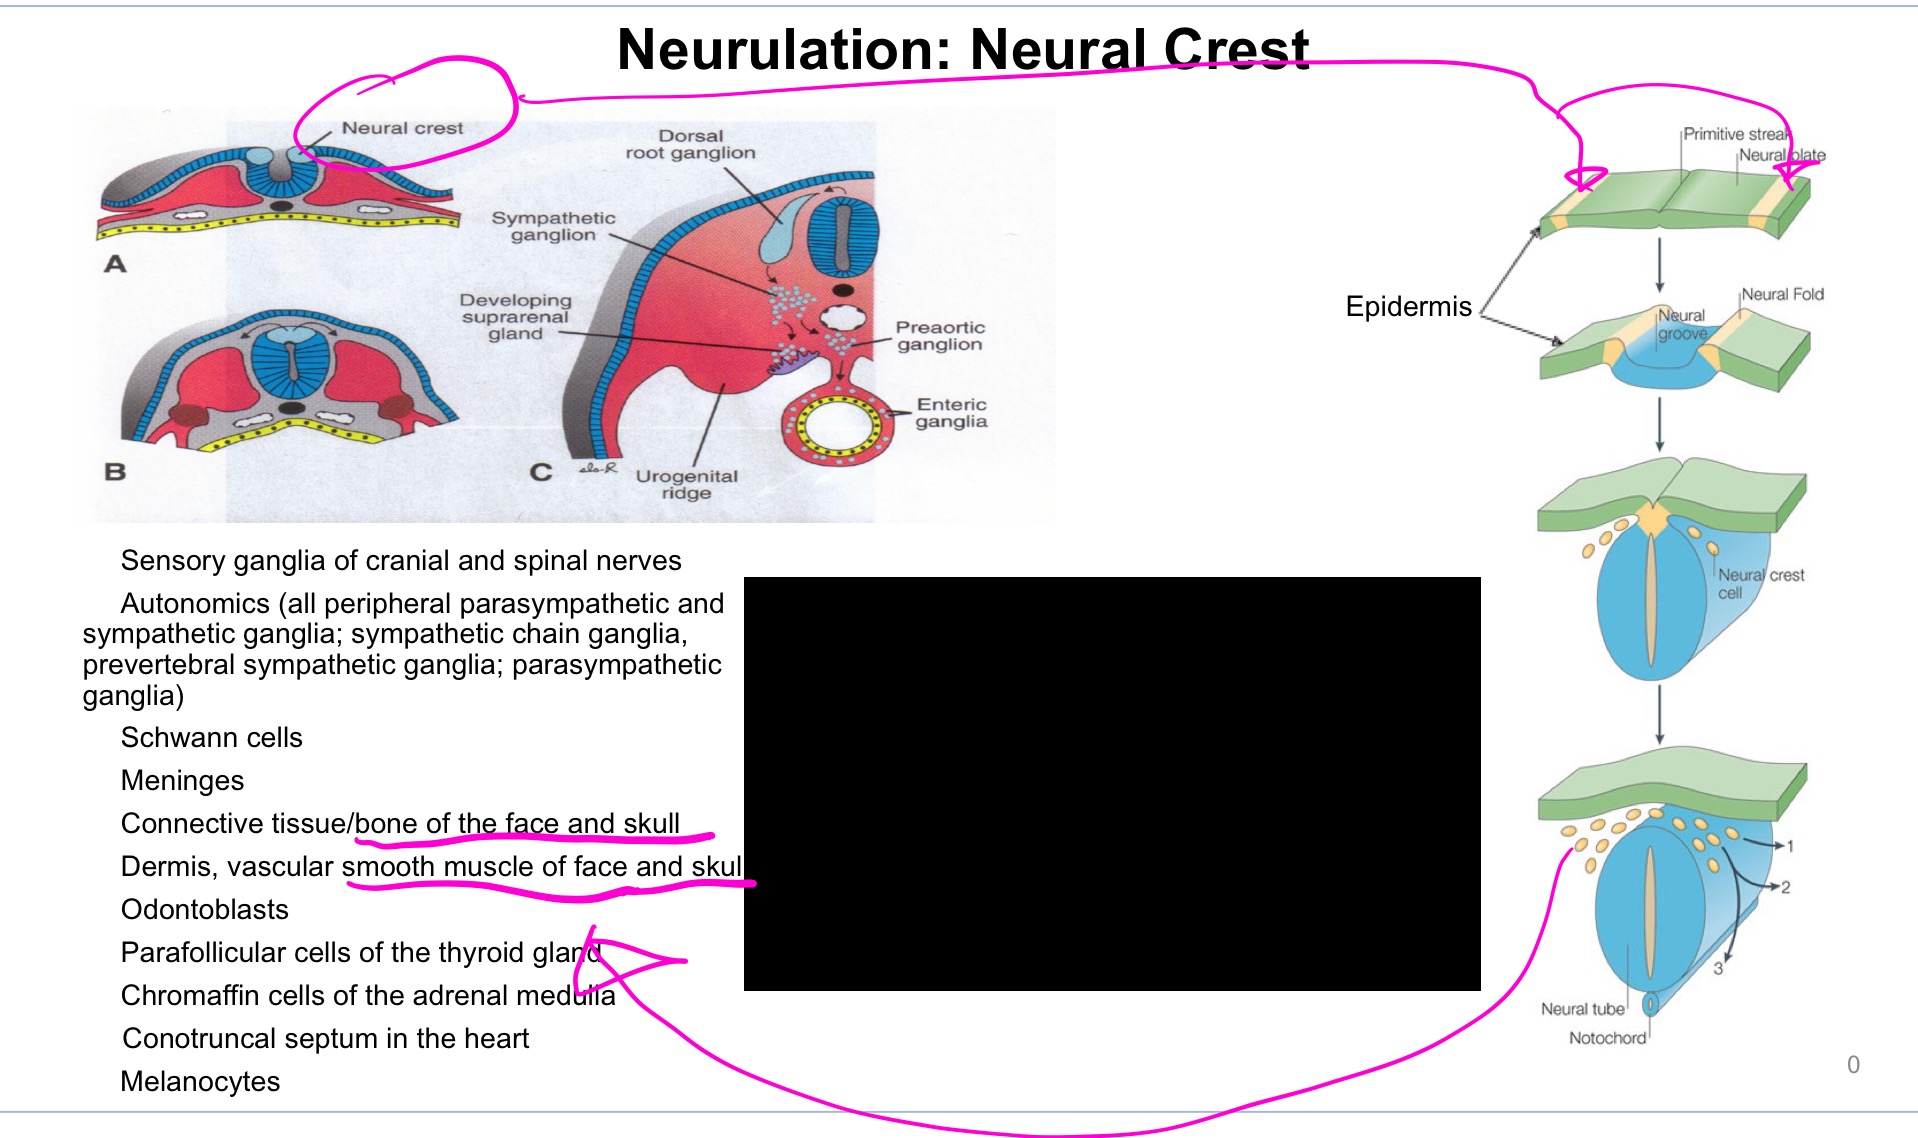 Neurulation: Neural Crest
Neural crest
A
B
Dorsal
root ganglion
Sympathetic
ganglion
Developing
suprarenal
gland
Preaortic
ganglion
Enteric
ganglia
Urogenital
ridge
C
Sensory ganglia of cranial and spinal nerves
Autonomics (all peripheral parasympathetic and
sympathetic ganglia; sympathetic chain ganglia,
prevertebral sympathetic ganglia; parasympathetic
ganglia)
Schwann cells
Meninges
Connective tissue/bone of the face and skull
Dermis, vascular smooth muscle of face and skul
Odontoblasts
Parafollicular cells of the thyroid gland
Chromaffin cells of the adrenal medulla
Conotruncal septum in the heart
Melanocytes
Epidermis
Primitive streak
Neural plate
Neural Fold
Neural
groove
Neural crest
cell
1
2
3
Neural tube
Notochord
0